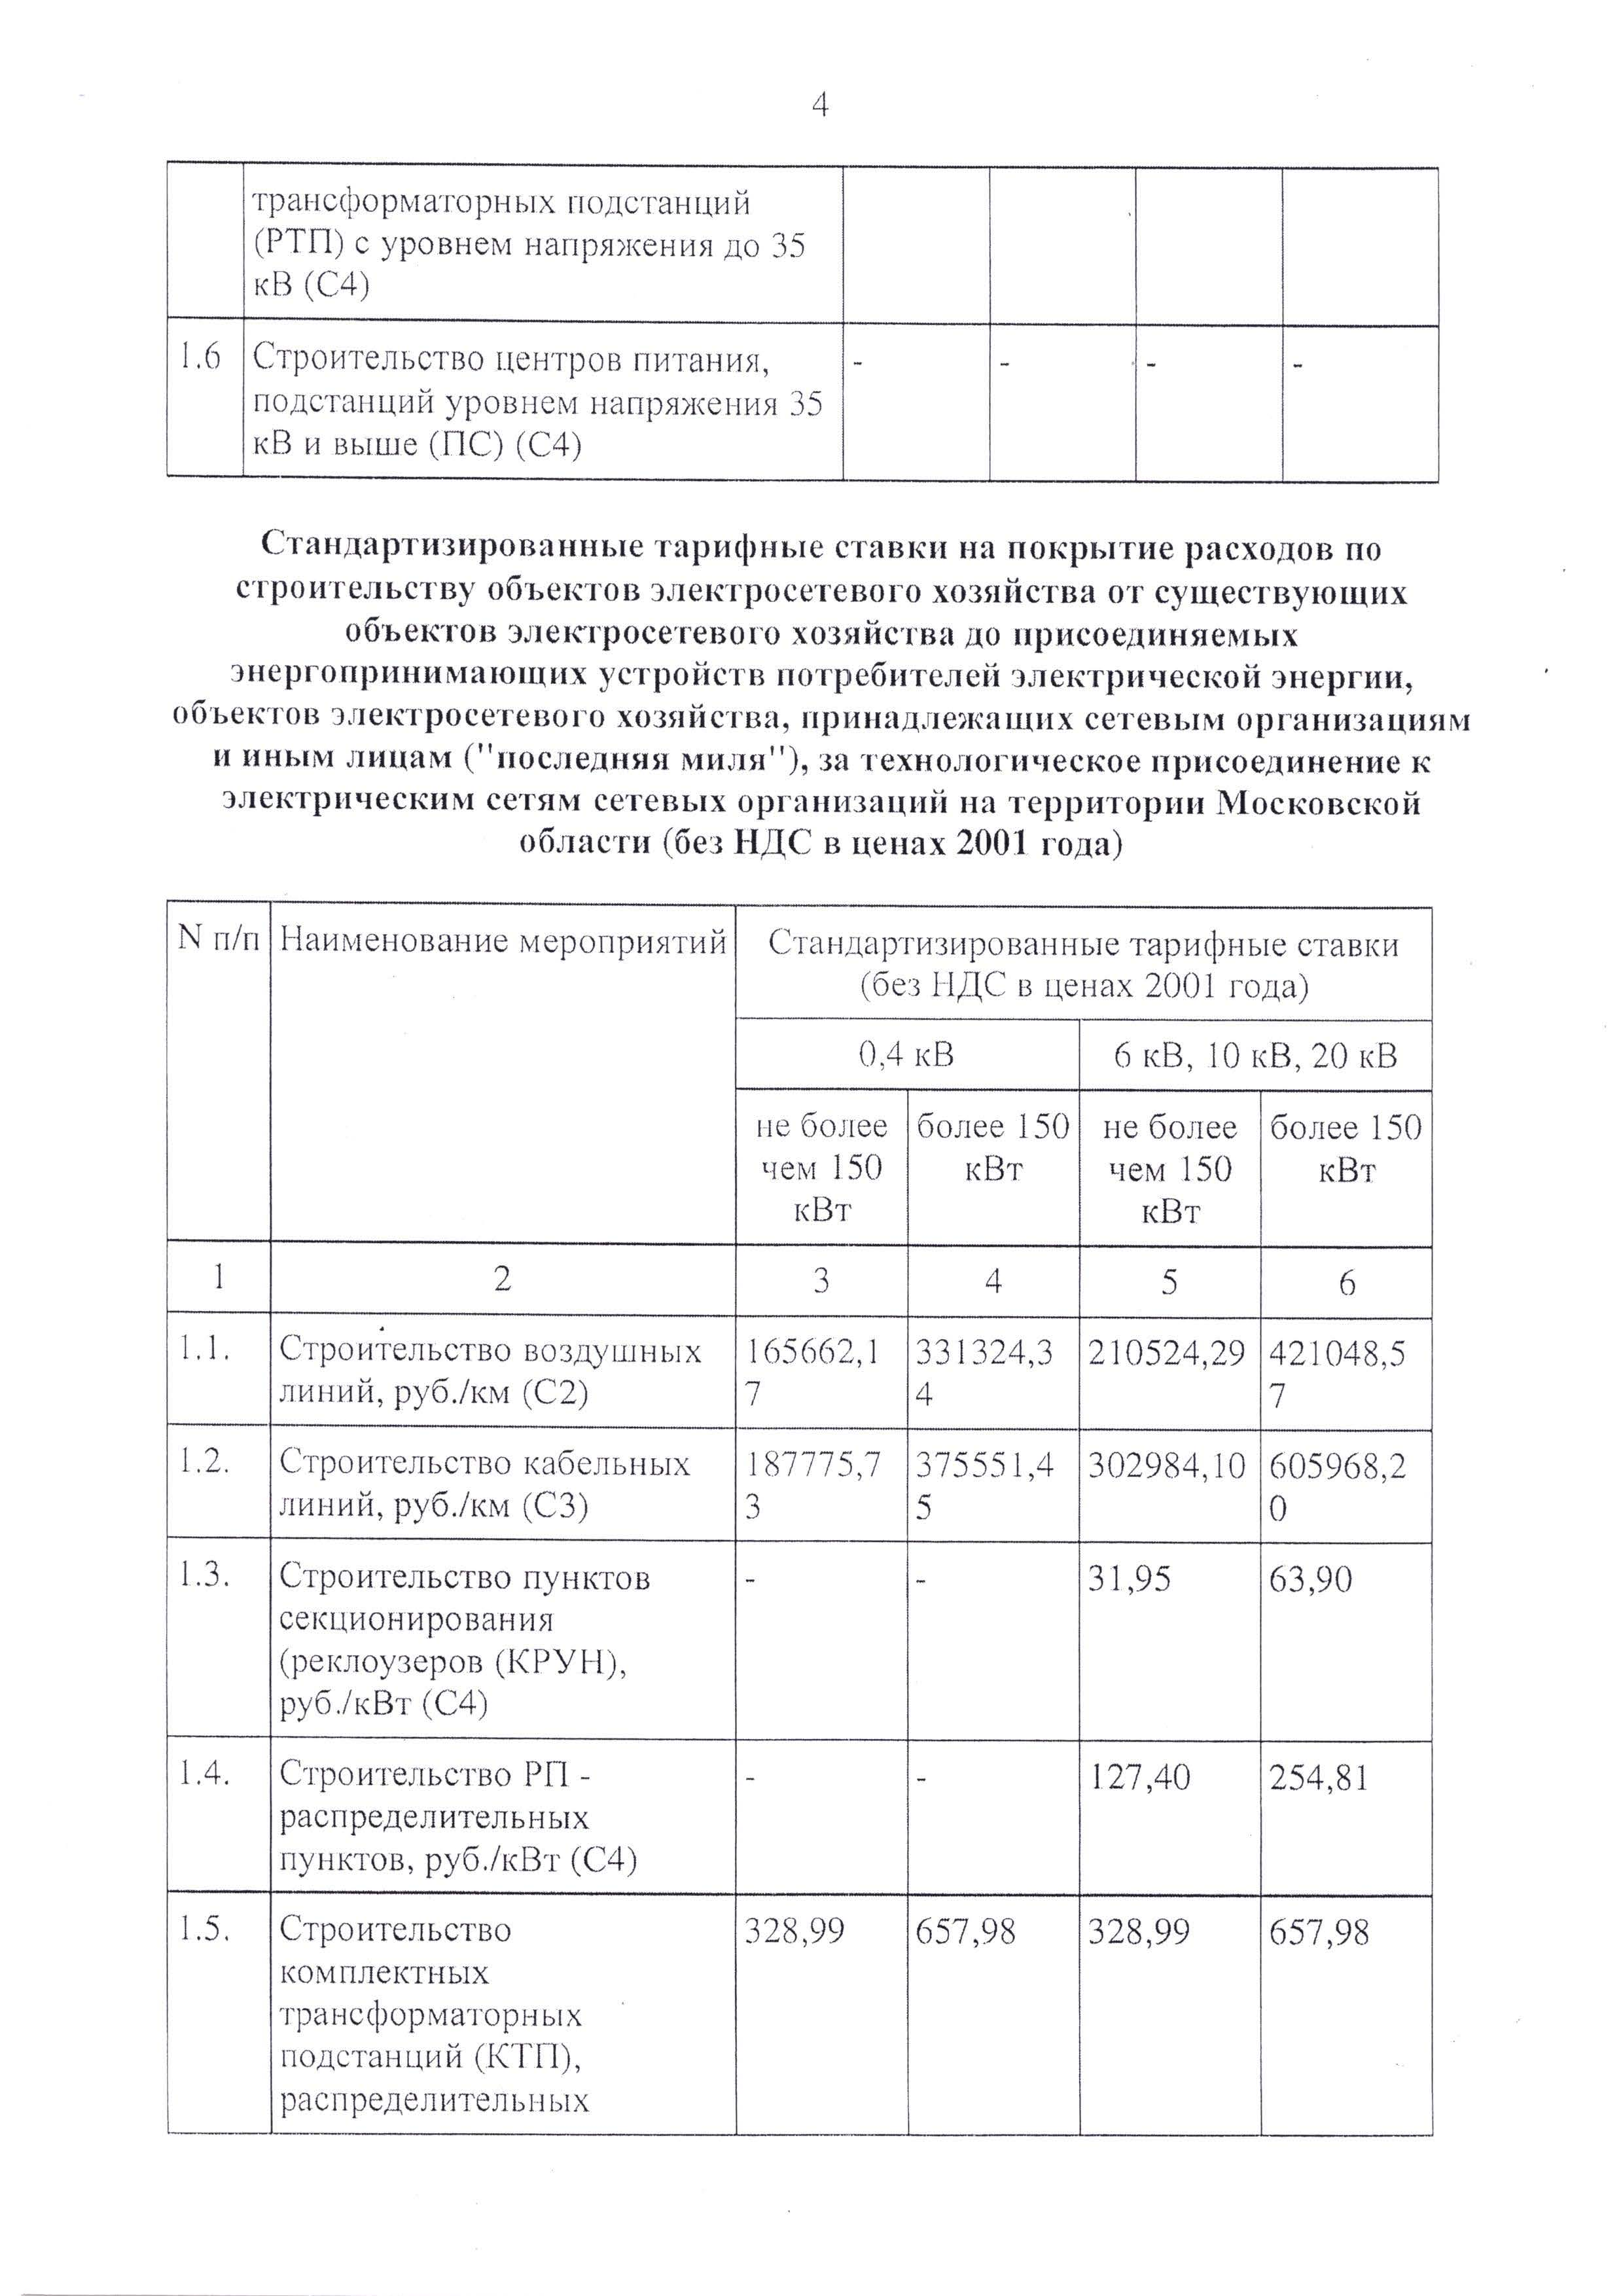 4
трансформаторных подстанций
(РТП) с уровнем напряжения до 35
кВ (С4)
1.6 Строительство центров питания, - - - -
подстанций уровнем напряжения 35
кВ и выше (ПС) (С4)
Стандартизированные тарифные ставки на покрытие расходов по
строительству объектов электросетевого хозяйства от существующих
объектов электросетевого хозяйства до присоединяемых
энергопринимающих устройств потребителей электрической энергии,
объектов электросетевого хозяйства, принадлежащих сетевым организациям
и иным лицам ("последняя миля"), за технологическое присоединение к
электрическим сетям сетевых организаций на территории Московской
области (без НДС в ценах 2001 года)
N п/п Наименование мероприятий Стандартизированные тарифные ставки
(без НДС в ценах 2001 года)
0,4 кВ 6 кВ, 10 кВ, 20 кВ
не более более 150 не более более 150
чем 150 кВт чем 150 кВт
кВт кВт
1 2 3 4 5 6
1.1. Строительство воздушных 165662,1 331324,3 210524,29 421048,5
линий, руб./км (С2) 7 4 7
1.2. Строительство кабельных 187775,7 375551,4 302984,10 605968,2
линий, руб./км (С3) 3 5 0
1.3. Строительство пунктов - - 31,95 63,90
секционирования
(реклоузеров (КРУН),
руб./кВт (С4)
1.4. Строительство РП - - - 127,40 254,81
распределительных
пунктов, руб./кВт (С4)
1.5. Строительство 328,99 657,98 328,99 657,98
комплектных
трансформаторных
подстанций (КТП),
распределительных